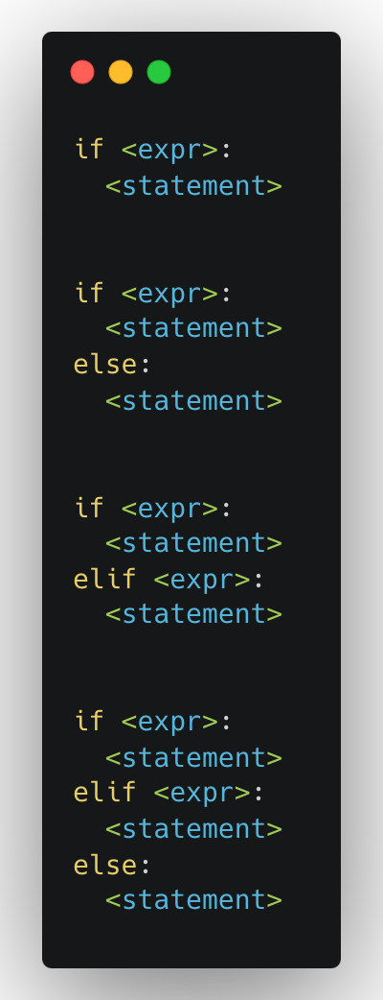 if <expr>:
  <statement>
if <expr>:
  <statement>
else:
  <statement>
if <expr>:
  <statement>
elif <expr>:
  <statement>
if <expr>:
  <statement>
elif <expr>:
  <statement>
else:
  <statement>